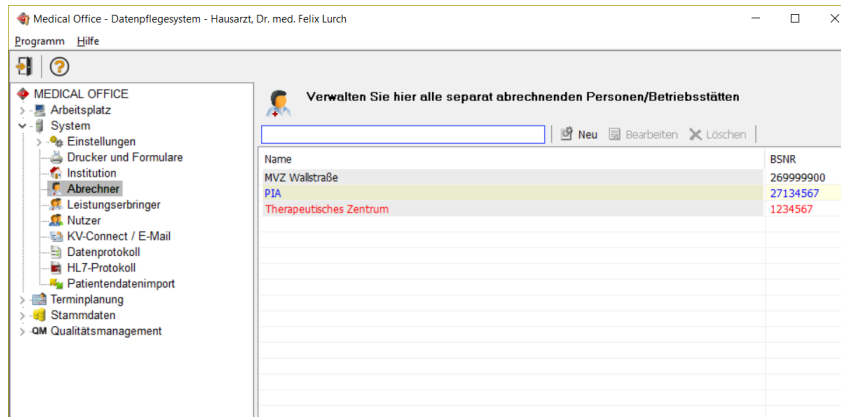 Medical Office - Datenpflegesystem - Hausarzt, Dr. med. Felix Lurch
Programm Hilfe
MEDICAL OFFICE
Arbeitsplatz
System
Einstellungen
Drucker und Formulare
Institution
Abrechner
Leistungserbringer
Nutzer
KV-Connect / E-Mail
Datenprotokoll
HL7-Protokoll
Patientendatenimport
Terminplanung
Stammdaten
QM Qualitätsmanagement
Verwalten Sie hier alle separat abrechnenden Personen/Betriebsstätten
Neu Bearbeiten Löschen
Name BSNR
MVZ Wallstraße 269999900
PIA 27134567
Therapeutisches Zentrum 1234567